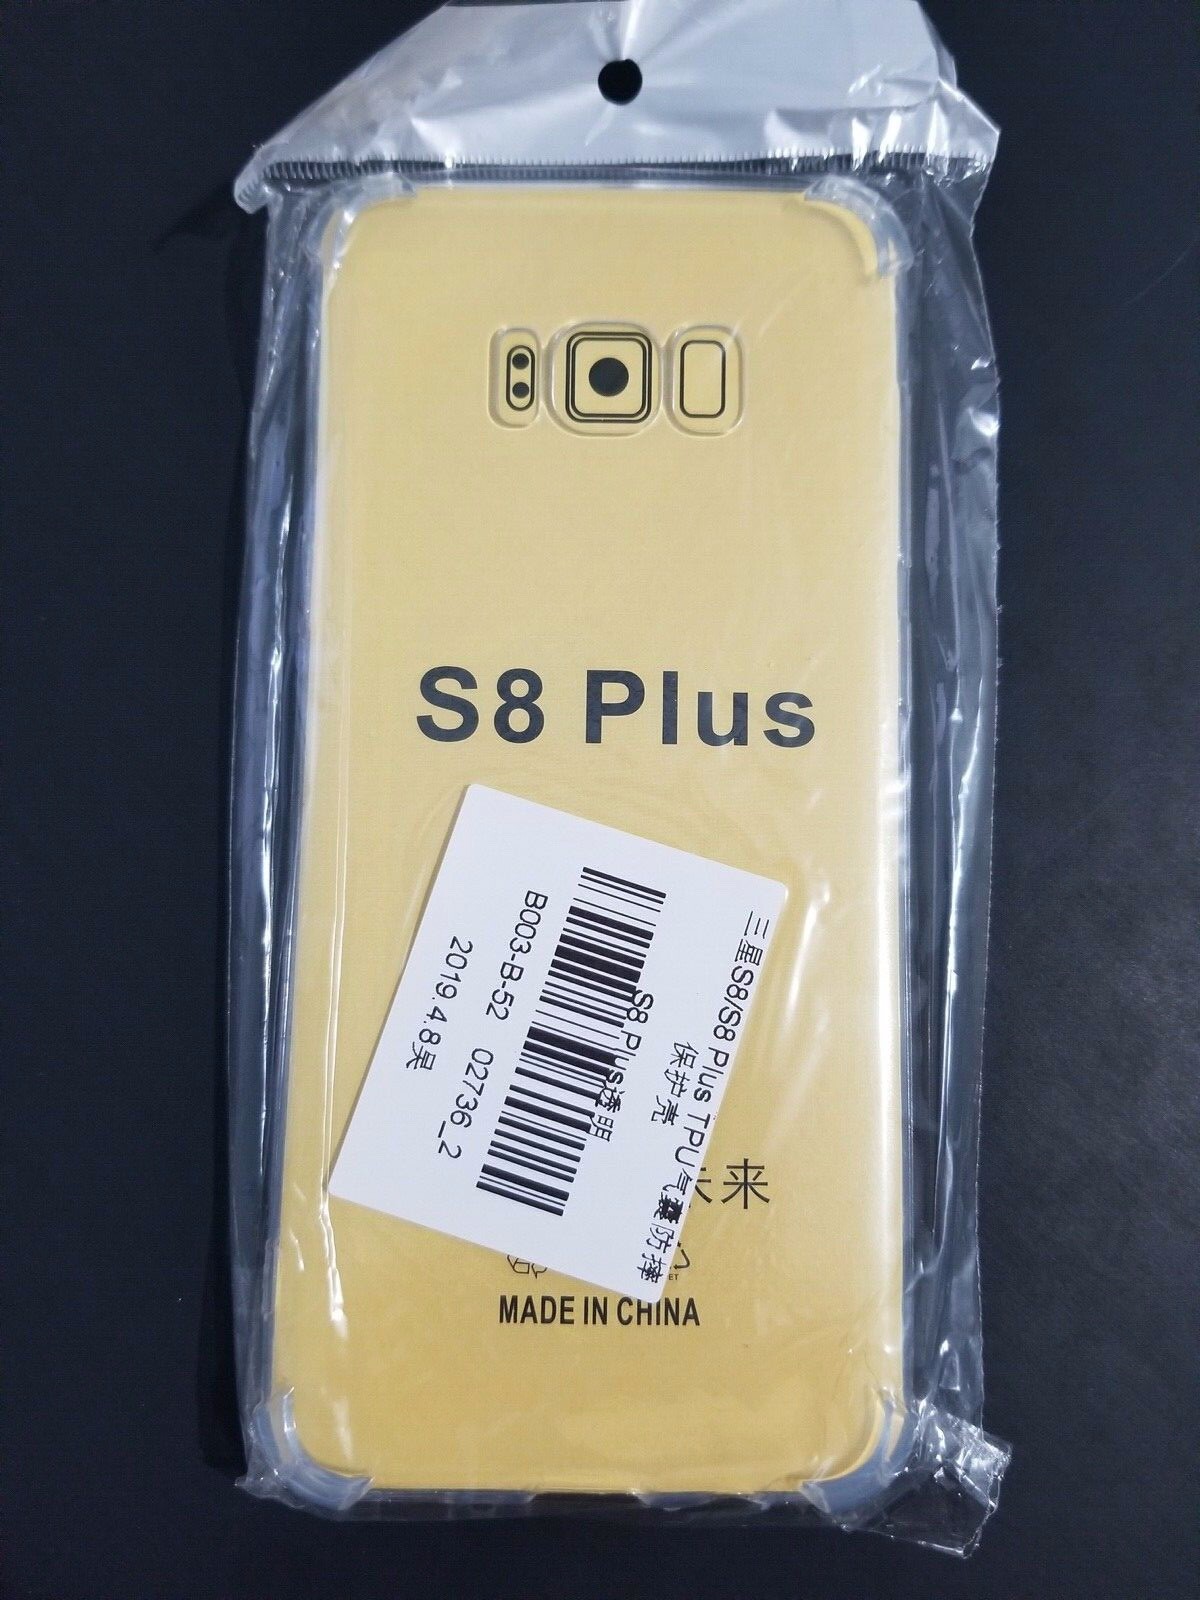 S8 Plus
三星S8/S8 Plus TPU气囊防摔
保护壳
S8 Plus透明
B003-B-52 02736_2
2019.4.8吴
未来
MADE IN CHINA